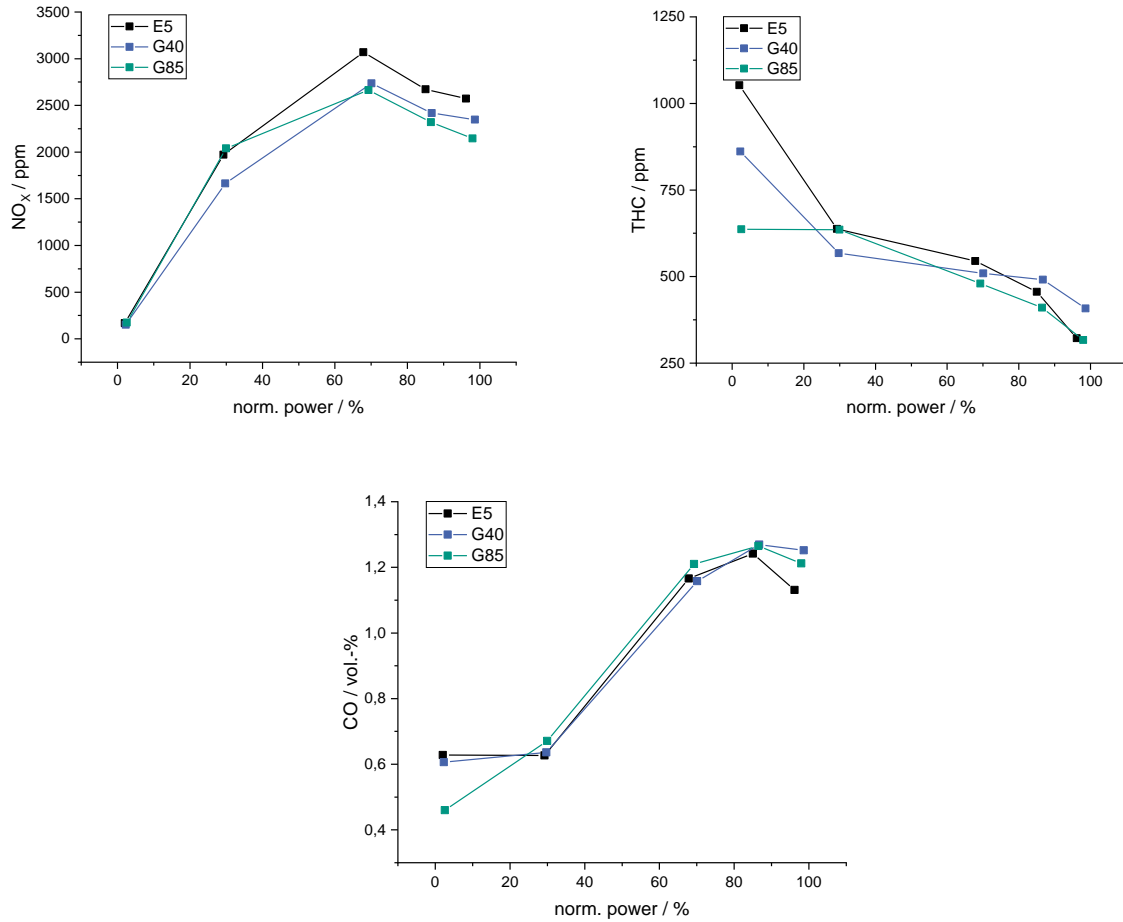 E5
G40
G85
3500
3000
2500
2000
1500
1000
500
0
NOX / ppm
0 20 40 60 80 100
norm. power / %
E5
G40
G85
1250
1000
750
500
250
THC / ppm
0 20 40 60 80 100
norm. power / %
E5
G40
G85
1,4
1,2
1,0
0,8
0,6
0,4
CO / vol.-%
0 20 40 60 80 100
norm. power / %